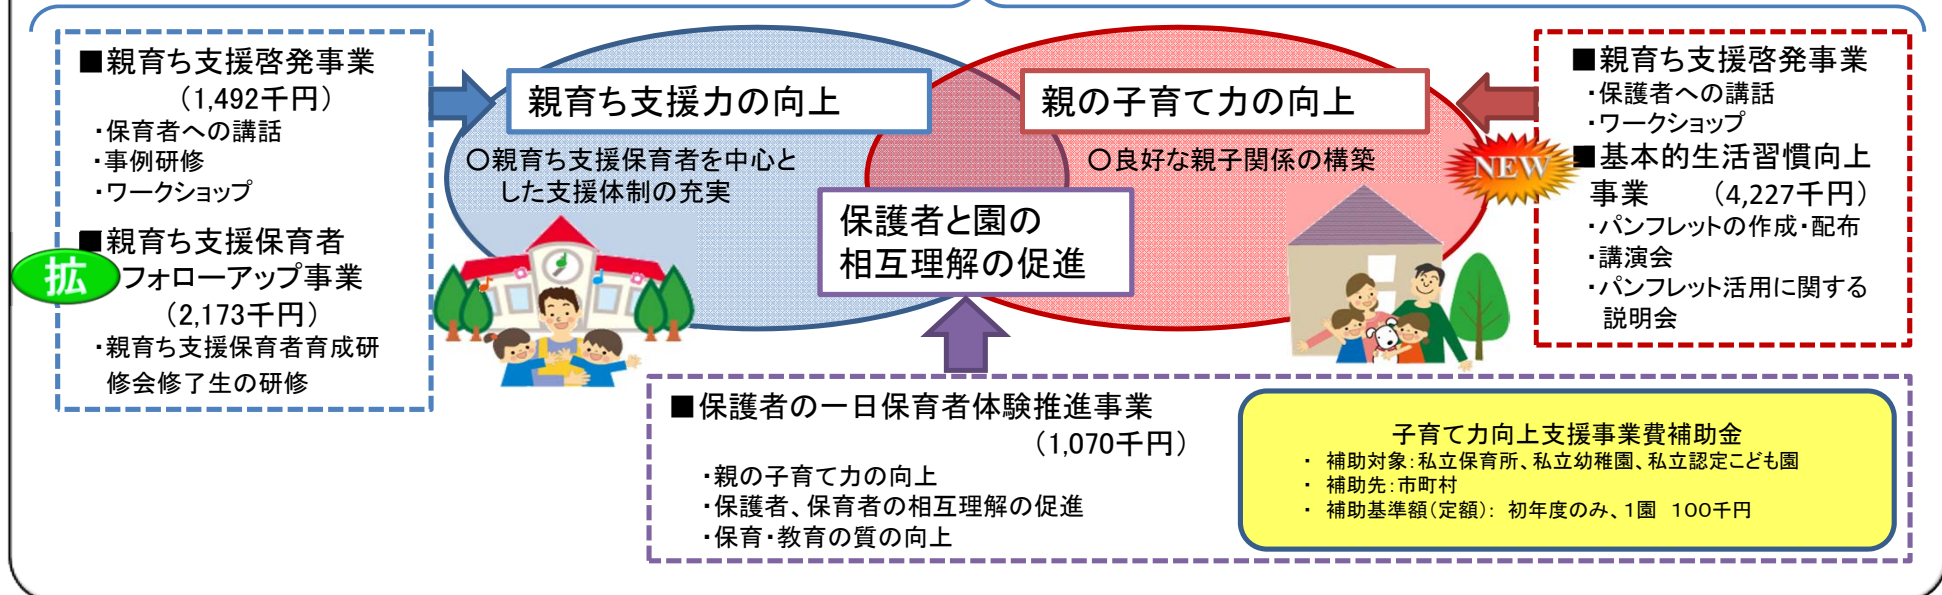 ■親育ち支援啓発事業
（1,492千円）
・保育者への講話
・事例研修
・ワークショップ
■親育ち支援保育者
拡
フォローアップ事業
（2,173千円）
・親育ち支援保育者育成研
修会修了生の研修
親育ち支援力の向上
○親育ち支援保育者を中心と
した支援体制の充実
親の子育て力の向上
○良好な親子関係の構築
保護者と園の
相互理解の促進
■親育ち支援啓発事業
・保護者への講話
・ワークショップ
NEW
■基本的生活習慣向上
事業　（4,227千円）
・パンフレットの作成・配布
・講演会
・パンフレット活用に関する
説明会
■保護者の一日保育者体験推進事業
（1,070千円）
・親の子育て力の向上
・保護者、保育者の相互理解の促進
・保育・教育の質の向上
子育て力向上支援事業費補助金
・ 補助対象：私立保育所、私立幼稚園、私立認定こども園
・ 補助先：市町村
・ 補助基準額（定額）： 初年度のみ、1園　100千円